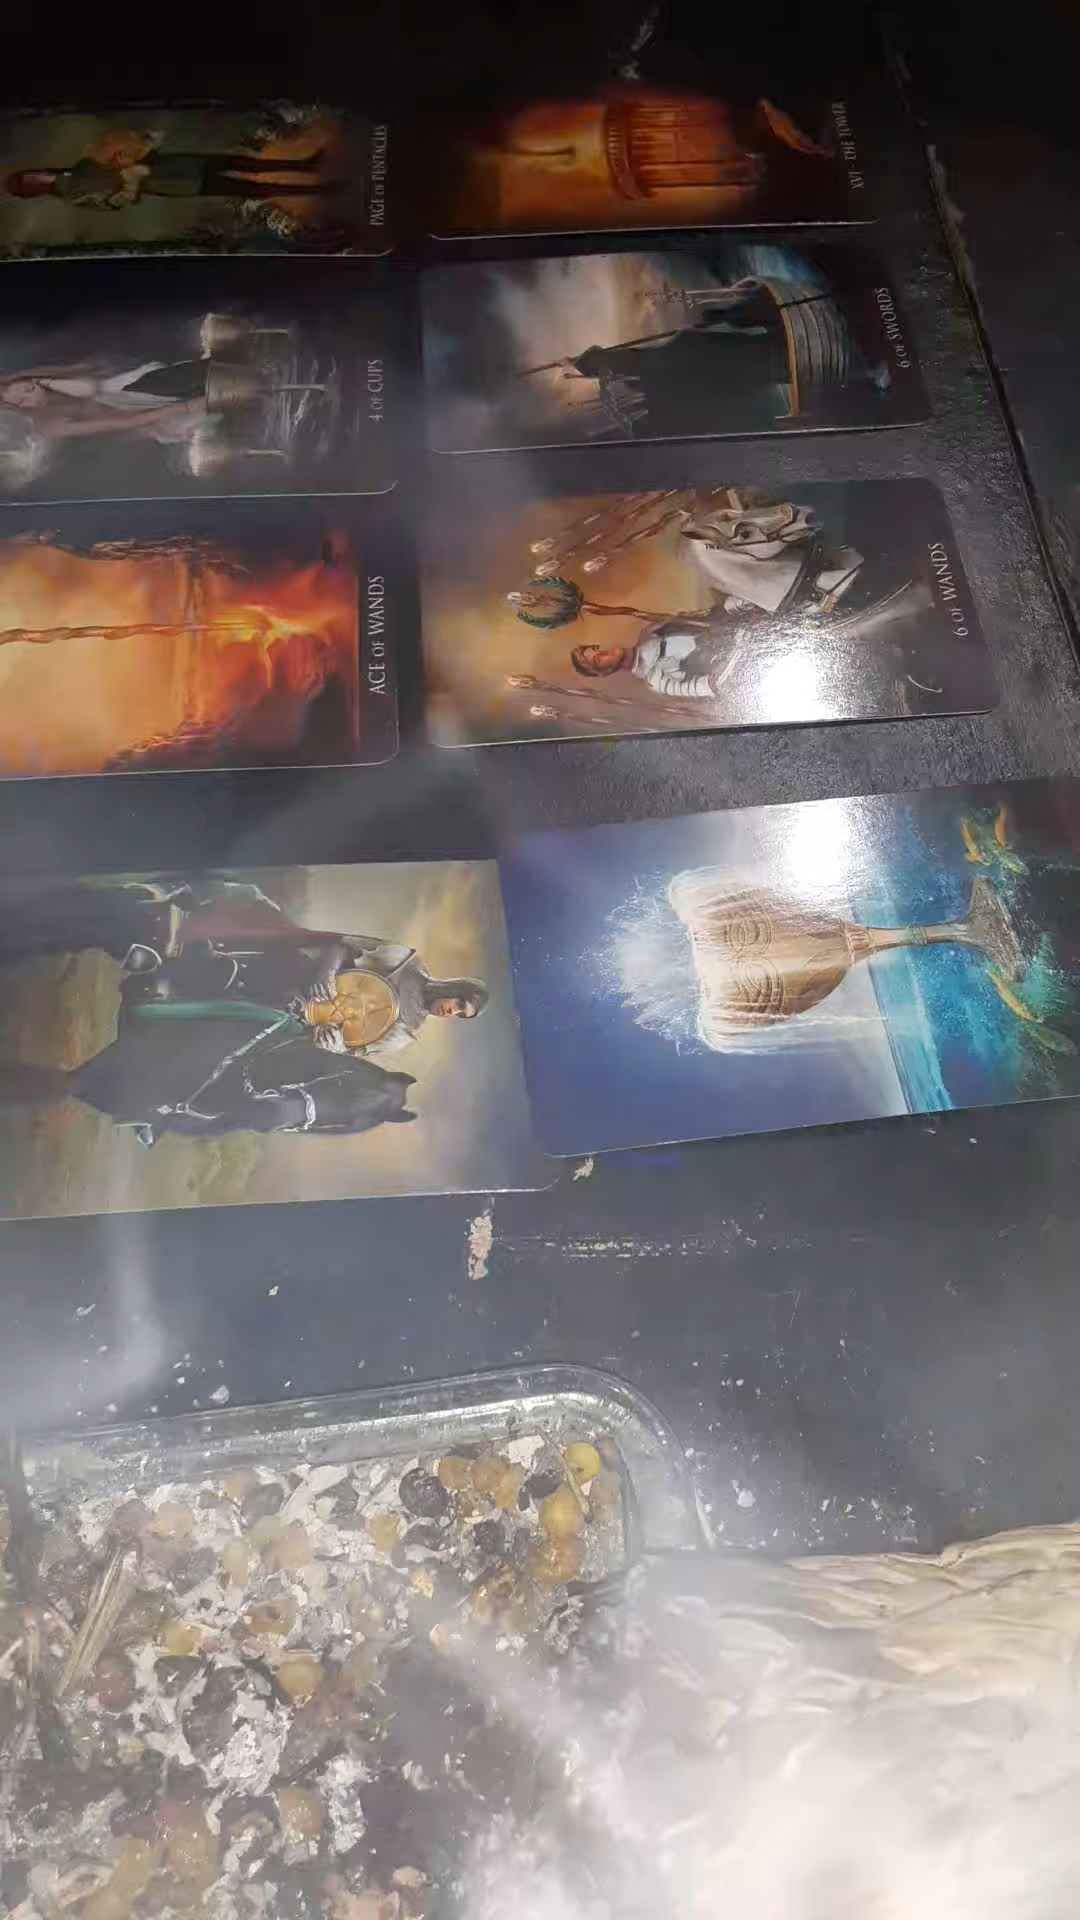 PAGE OF PENTACLES
XVI - THE TOWER
4 OF CUPS
6 OF SWORDS
ACE OF WANDS
6 OF WANDS